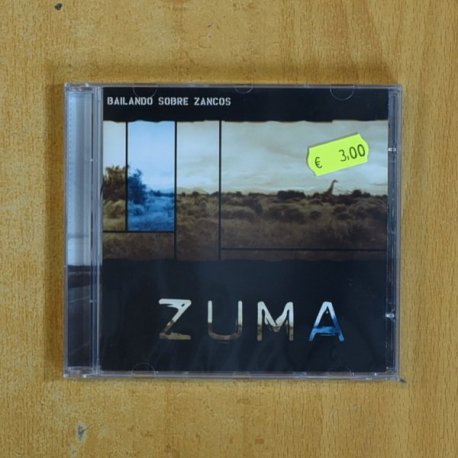 BAILANDO SOBRE ZANCOS
€ 3,00
ZUMA